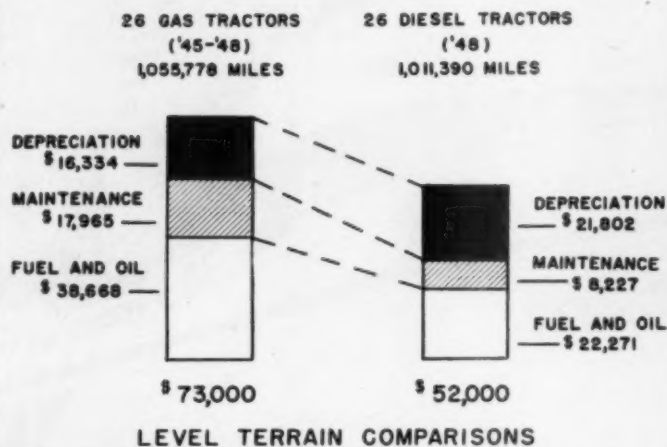 26 GAS TRACTORS
('45-'48)
1,055,778 MILES
26 DIESEL TRACTORS
('48)
1,011,390 MILES
DEPRECIATION
$16,334
MAINTENANCE
$17,965
FUEL AND OIL
$38,668
DEPRECIATION
$21,802
MAINTENANCE
$8,227
FUEL AND OIL
$22,271
$73,000
$52,000
LEVEL TERRAIN COMPARISONS